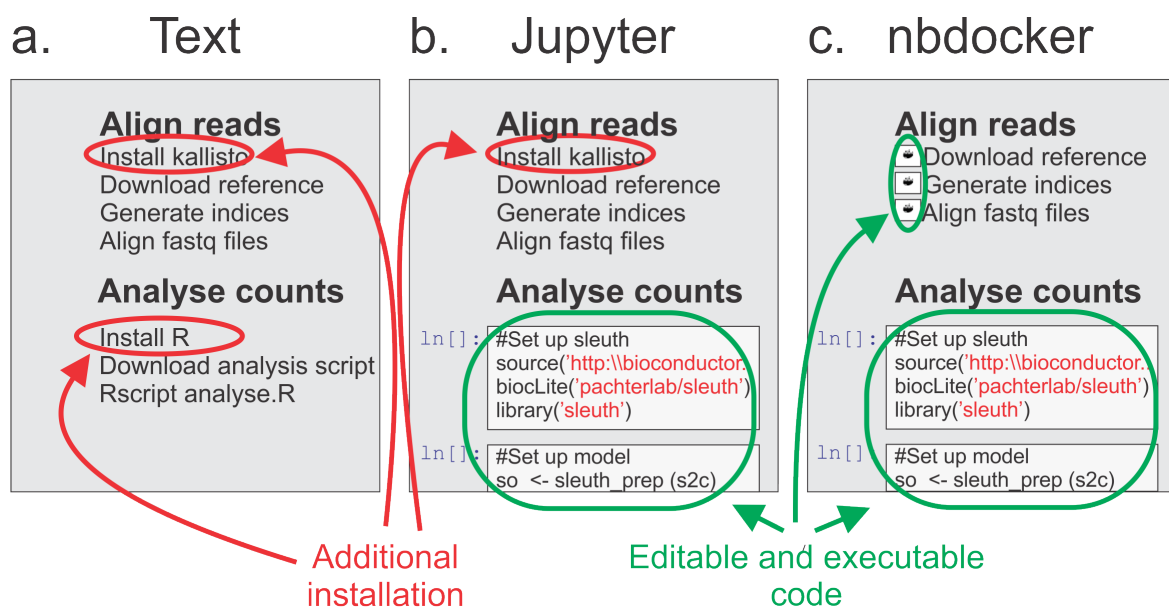 a. Text
Align reads
Install kallisto
Download reference
Generate indices
Align fastq files
Analyse counts
Install R
Download analysis script
Rscript analyse.R
b. Jupyter
Align reads
Install kallisto
Download reference
Generate indices
Align fastq files
Analyse counts
ln[]: #Set up sleuth
source('http:\\bioconductor.
biocLite('pachterlab/sleuth')
library('sleuth')
ln[]: #Set up model
so <- sleuth_prep (s2c)
c. nbdocker
Align reads
Download reference
Generate indices
Align fastq files
Analyse counts
ln[]: #Set up sleuth
source('http:\\bioconductor..
biocLite('pachterlab/sleuth')
library('sleuth')
ln[]: #Set up model
so <- sleuth_prep (s2c)
Additional
installation
Editable and executable
code